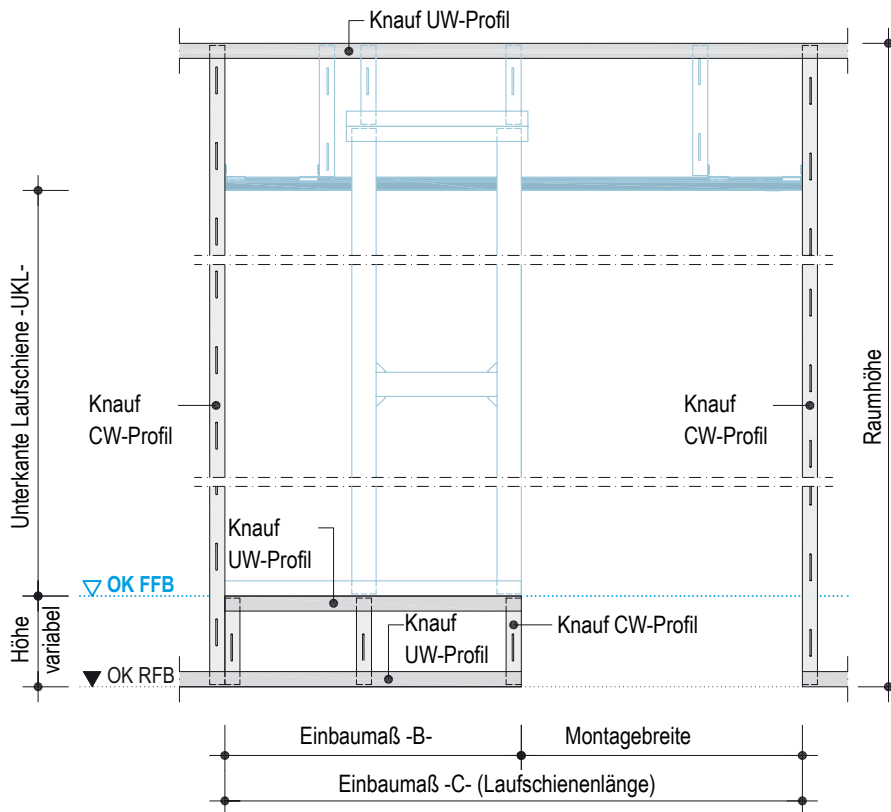 Knauf UW-Profil
Unterkante Laufschiene -UKL-
Raumhöhe
Knauf
CW-Profil
Knauf
CW-Profil
Knauf
UW-Profil
OK FFB
Höhe
variabel
Knauf
UW-Profil
Knauf CW-Profil
OK RFB
Einbaumaß -B-
Montagebreite
Einbaumaß -C- (Laufschienenlänge)